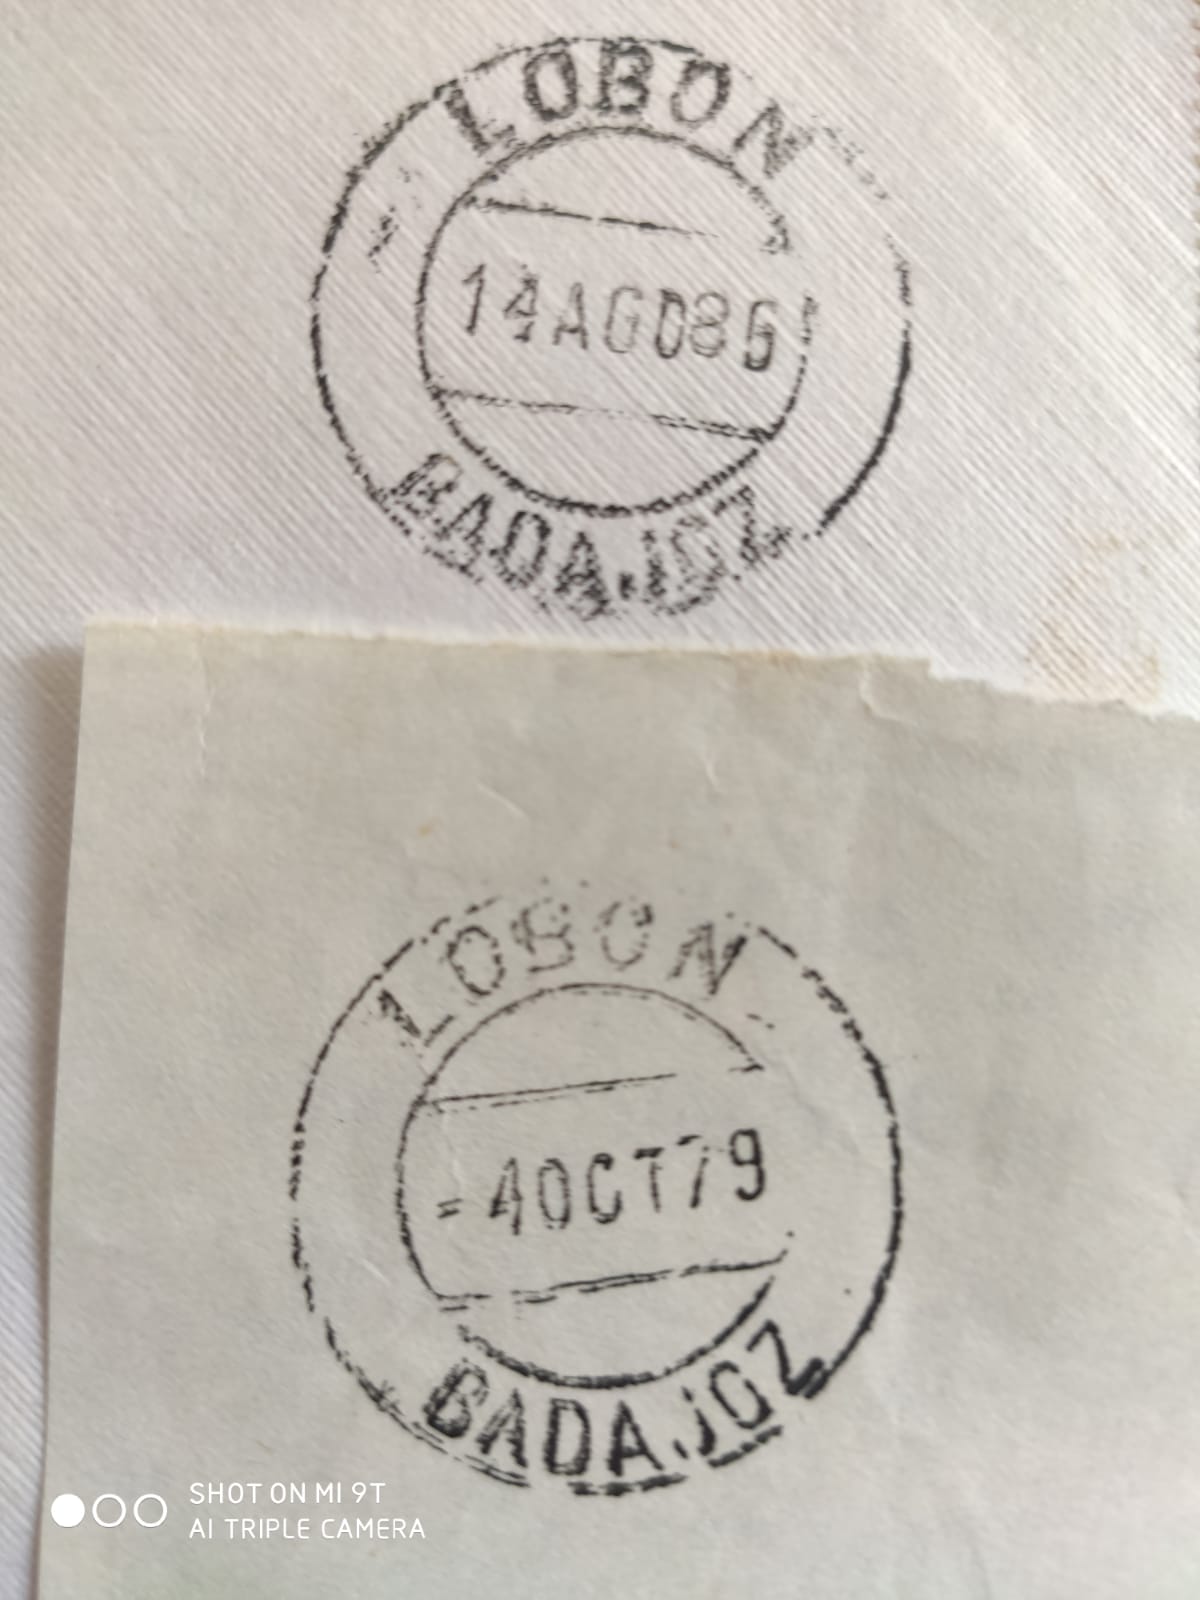 LOBON
14AGO86
BADAJOZ
LOBON
= 4OCT79
BADAJOZ
SHOT ON MI 9T
AI TRIPLE CAMERA